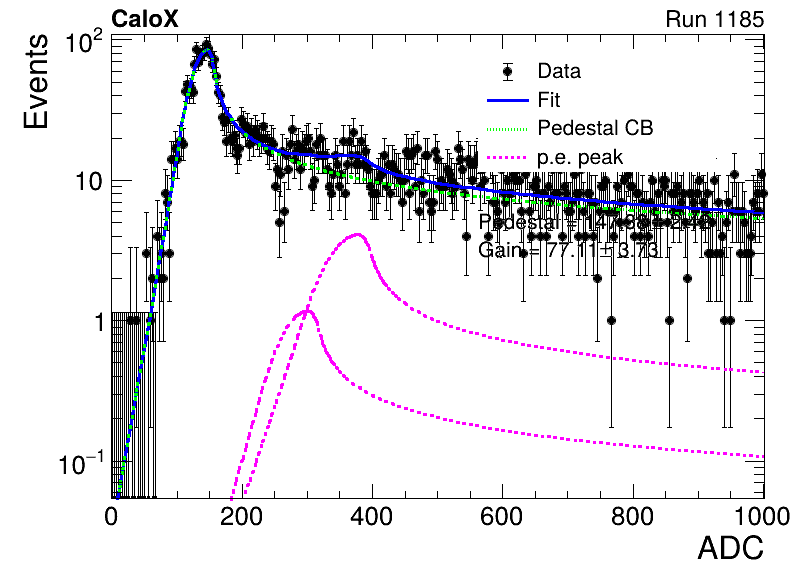 CaloX Run 1185
Events
Data
Fit
Pedestal CB
p.e. peak
Pedestal =
Gain = 77.11 ± 3.73
10²
10
1
10⁻¹
0 200 400 600 800 1000
ADC